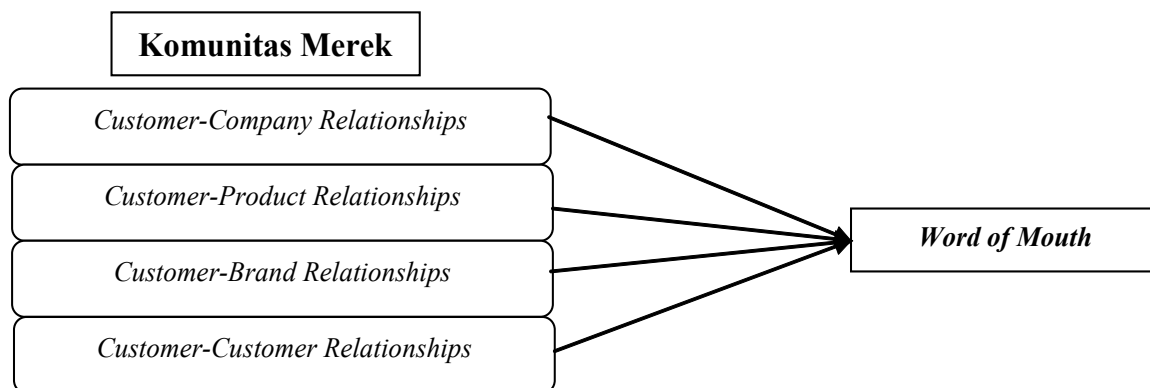 Komunitas Merek
Customer-Company Relationships
Customer-Product Relationships
Customer-Brand Relationships
Customer-Customer Relationships
Word of Mouth